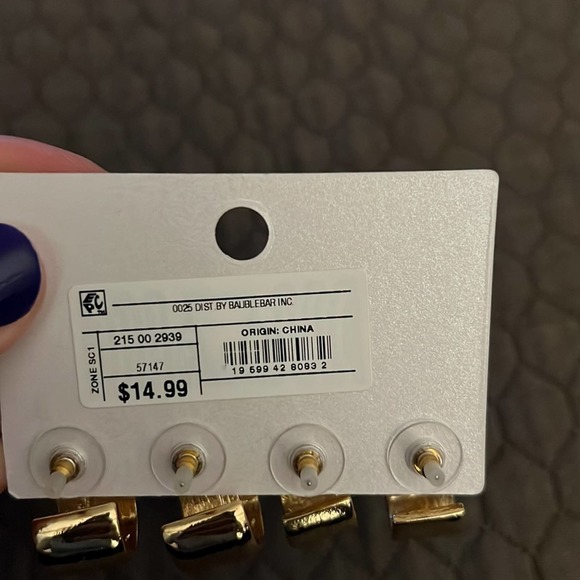 0025 DIST.BY BAUBLEBAR INC.
ZONE SC1
215 00 2939
57147
$14.99
ORIGIN: CHINA
19 599 42 8083 2